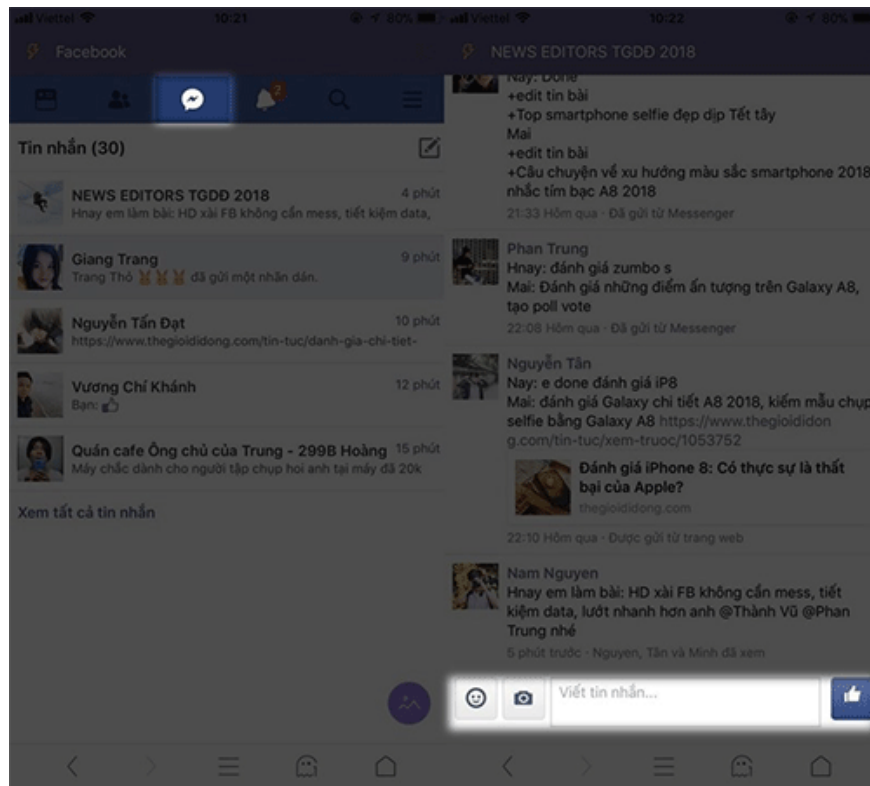 Viettel
10:21
80%
Facebook
2
Tin nhắn (30)
NEWS EDITORS TGDĐ 2018
4 phút
Hnay em làm bài: HD xài FB không cần mess, tiết kiệm data,
Giang Trang
9 phút
Trang Thỏ đã gửi một nhãn dán.
Nguyễn Tấn Đạt
10 phút
https://www.thegioididong.com/tin-tuc/danh-gia-chi-tiet-
Vương Chí Khánh
12 phút
Bạn:
Quán cafe Ông chủ của Trung - 299B Hoàng
15 phút
Máy chắc dành cho người tập chụp hoi anh tại máy đã 20k
Xem tất cả tin nhắn
Viettel
10:22
80%
NEWS EDITORS TGDĐ 2018
Nay: Done
+edit tin bài
+Top smartphone selfie đẹp dịp Tết tây
Mai
+edit tin bài
+Câu chuyện về xu hướng màu sắc smartphone 2018
nhắc tím bạc A8 2018
21:33 Hôm qua · Đã gửi từ Messenger
Phan Trung
Hnay: đánh giá zumbo s
Mai: Đánh giá những điểm ấn tượng trên Galaxy A8,
tạo poll vote
22:08 Hôm qua · Đã gửi từ Messenger
Nguyễn Tân
Nay: e done đánh giá iP8
Mai: đánh giá Galaxy chi tiết A8 2018, kiếm mẫu chụp
selfie bằng Galaxy A8 https://www.thegioididon
g.com/tin-tuc/xem-truoc/1053752
Đánh giá iPhone 8: Có thực sự là thất
bại của Apple?
thegioididong.com
22:10 Hôm qua · Được gửi từ trang web
Nam Nguyen
Hnay em làm bài: HD xài FB không cần mess, tiết
kiệm data, lướt nhanh hơn anh @Thành Vũ @Phan
Trung nhé
5 phút trước · Nguyen, Tân và Minh đã xem
Viết tin nhắn...